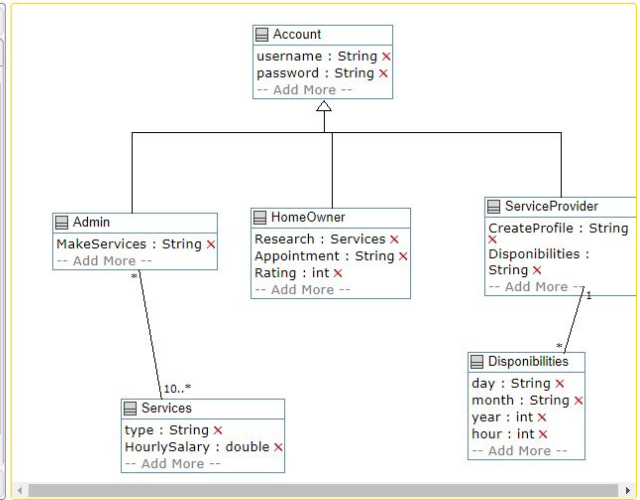 Account
username : String X
password : String X
-- Add More --
Admin
MakeServices : String X
-- Add More --
*
HomeOwner
Research : Services X
Appointment : String X
Rating : int X
-- Add More --
ServiceProvider
CreateProfile : String
X
Disponibilities :
String X
-- Add More --
1
*
Disponibilities
day : String X
month : String X
year : int X
hour : int X
-- Add More --
10..*
Services
type : String X
HourlySalary : double X
-- Add More --